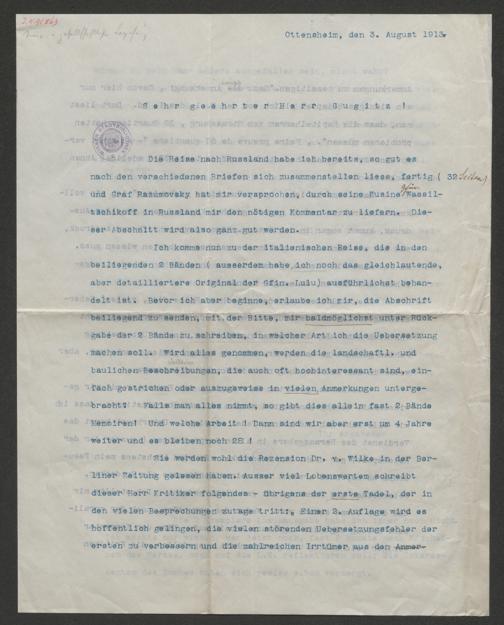 Ottensheim, den 3. August 1913.
Sehr geehrter Herr Gugitz !
Die Reise nach Russland habe ich bereits, so gut es
nach den verschiedenen Briefen sich zusammenstellen liess, fertig ( 32 Seiten )
und Graf Rasumovsky hat mir versprochen, durch seine Kusine Gfin Wassil-
tschikoff in Russland mir den nötigen Kommentar zu liefern. Die-
ser Abschnitt wird also ganz gut werden.
Ich komme nun zu der italienischen Reise, die in den
beiliegenden 2 Bänden ( ausserdem habe ich noch das gleichlautende,
aber detailliertere Original der Gfin. Lulu) ausführlichst behan-
delt ist. Bevor ich aber beginne, erlaube ich mir, die Abschrift
beiliegend zu senden, mit der Bitte, mir baldmöglichst unter Rück-
gabe der 2 Bände zu schreiben, in welcher Art ich die Uebersetzung
machen soll. Wird alles genommen, werden die landschaftl. und
baulichen Beschreibungen, die auch oft hochinteressant sind, ein-
fach gestrichen oder auszugsweise in vielen Anmerkungen unterge-
bracht? Falls man alles nimmt, so gibt dies allein fast 2 Bände
Memoiren! Und welche Arbeit! Dann sind wir aber erst um 4 Jahre
weiter und es bleiben noch 28 !
Sie werden wohl die Rezension Dr. v. Wilke in der Ber-
liner Zeitung gelesen haben. Ausser viel Lobenswertem schreibt
dieser Herr Kritiker folgendes - übrigens der erste Tadel, der in
den vielen Besprechungen zutage tritt: Einer 2. Auflage wird es
hoffentlich gelingen, die vielen störenden Uebersetzungsfehler der
ersten zu verbessern und die zahlreichen Irrtümer aus den Anmer-